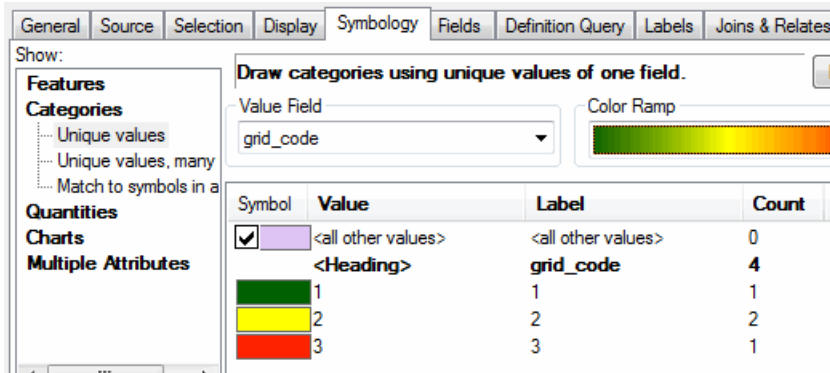 General Source Selection Display Symbology Fields Definition Query Labels Joins & Relates
Show:
Features
Categories
Unique values
Unique values, many
Match to symbols in a
Quantities
Charts
Multiple Attributes
Draw categories using unique values of one field.
Value Field
grid_code
Color Ramp
Symbol Value Label Count
<all other values> <all other values> 0
<Heading> grid_code 4
1 1 1
2 2 2
3 3 1